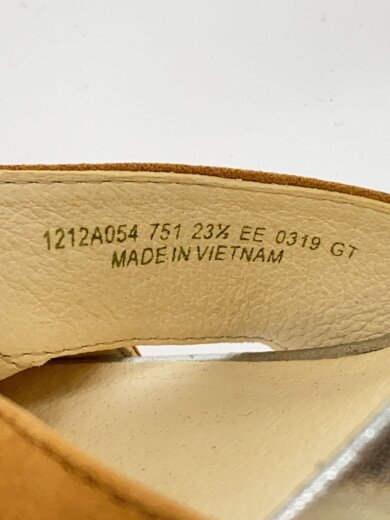 1212A054 751 23½ EE 0319 GT
MADE IN VIETNAM